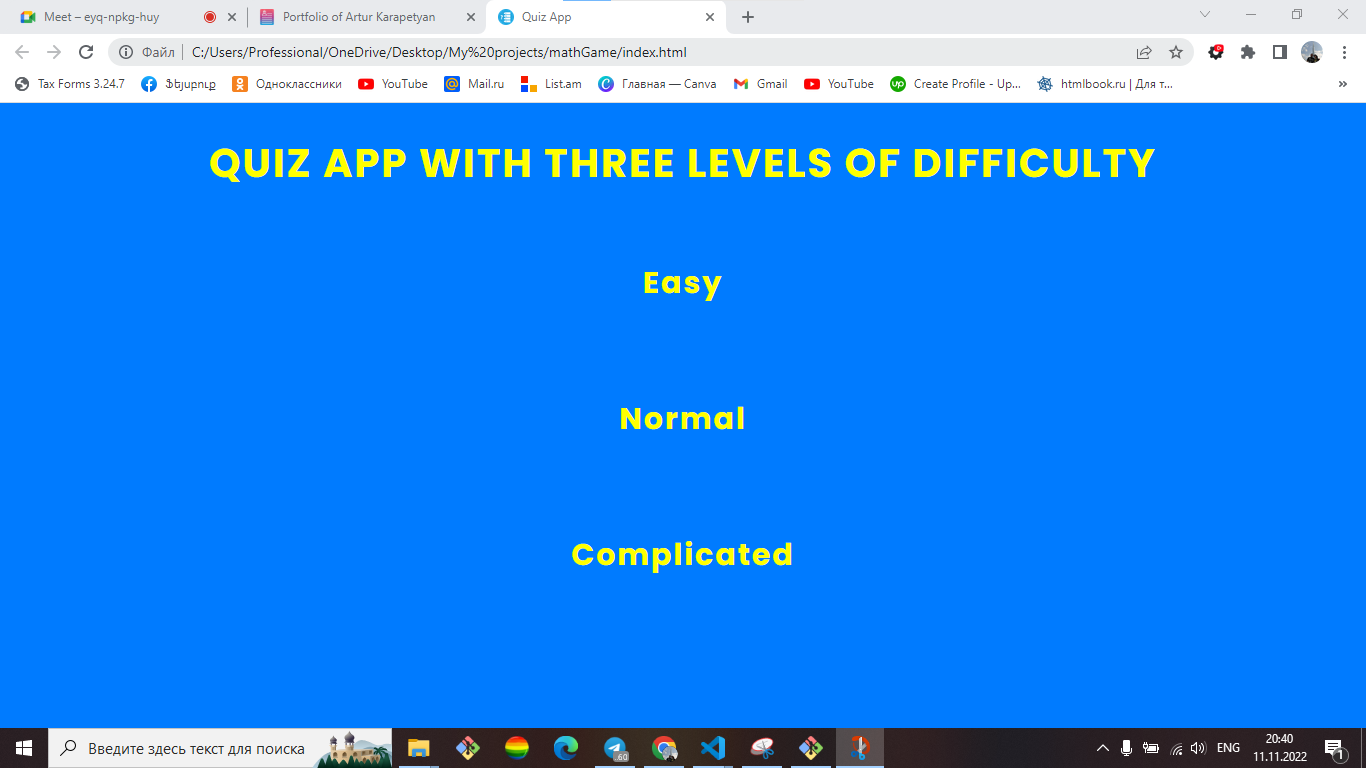 Meet – eyq-npkg-huy
Portfolio of Artur Karapetyan
Quiz App
Файл
C:/Users/Professional/OneDrive/Desktop/My%20projects/mathGame/index.html
Tax Forms 3.24.7
Ֆեյսբուք
Одноклассники
YouTube
Mail.ru
List.am
Главная — Canva
Gmail
YouTube
Create Profile - Up...
htmlbook.ru | Для т...
QUIZ APP WITH THREE LEVELS OF DIFFICULTY
Easy
Normal
Complicated
Введите здесь текст для поиска
.60
ENG
20:40
11.11.2022
1